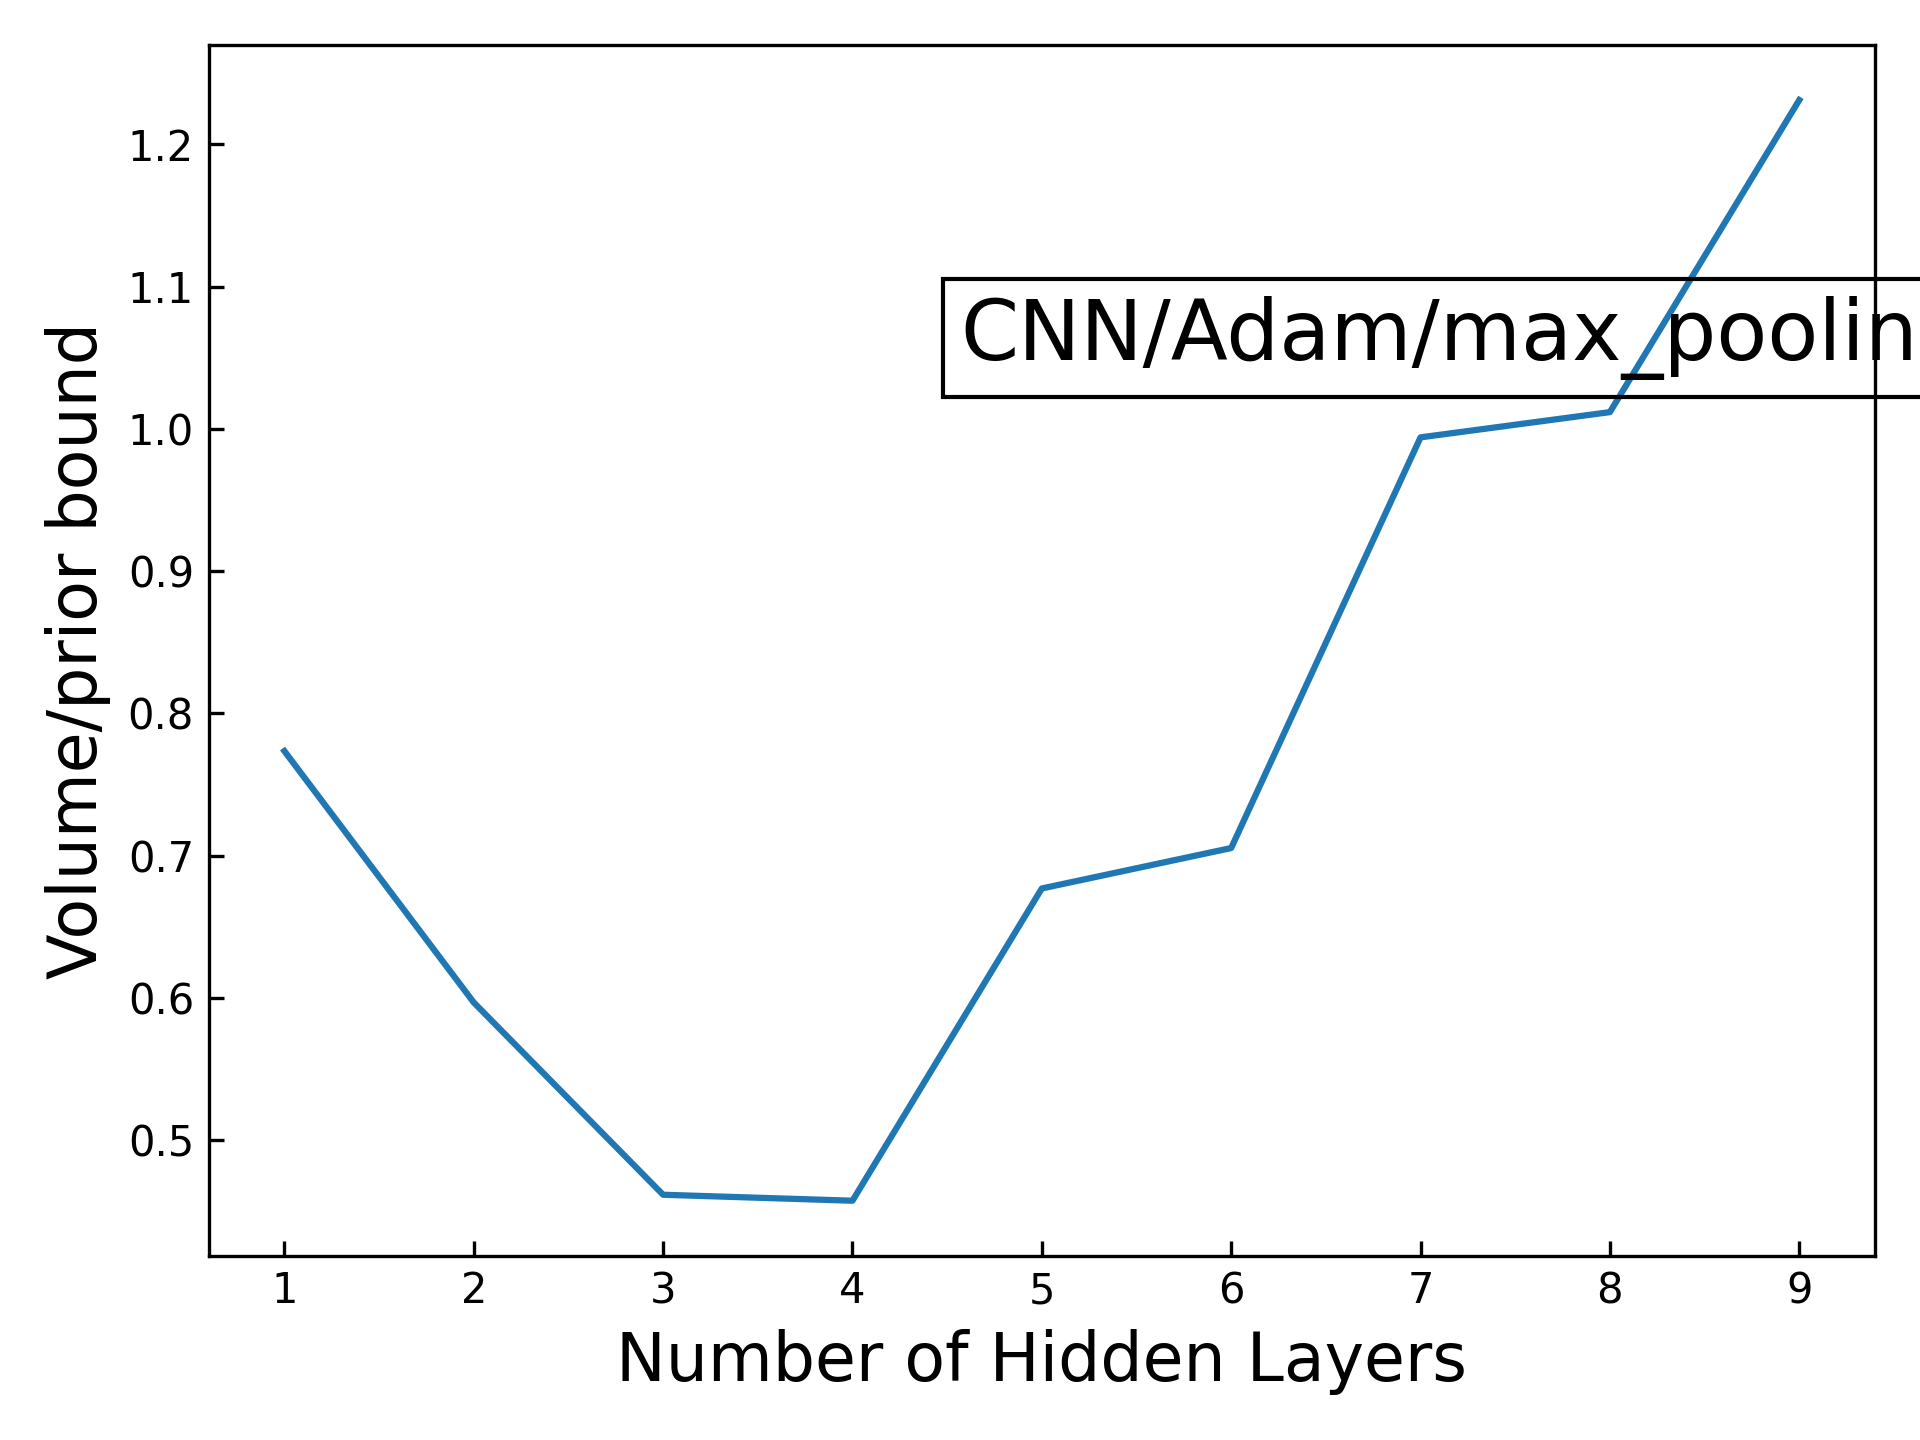 1.2
1.1
1.0
0.9
0.8
0.7
0.6
0.5
Volume/prior bound
CNN/Adam/max_poolin
1 2 3 4 5 6 7 8 9
Number of Hidden Layers